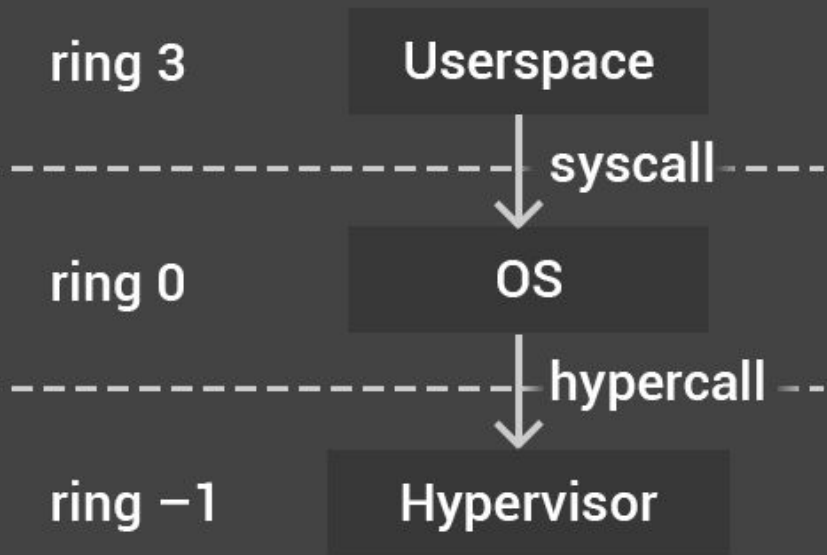 ring 3
Userspace
syscall
ring 0
OS
hypercall
ring –1
Hypervisor